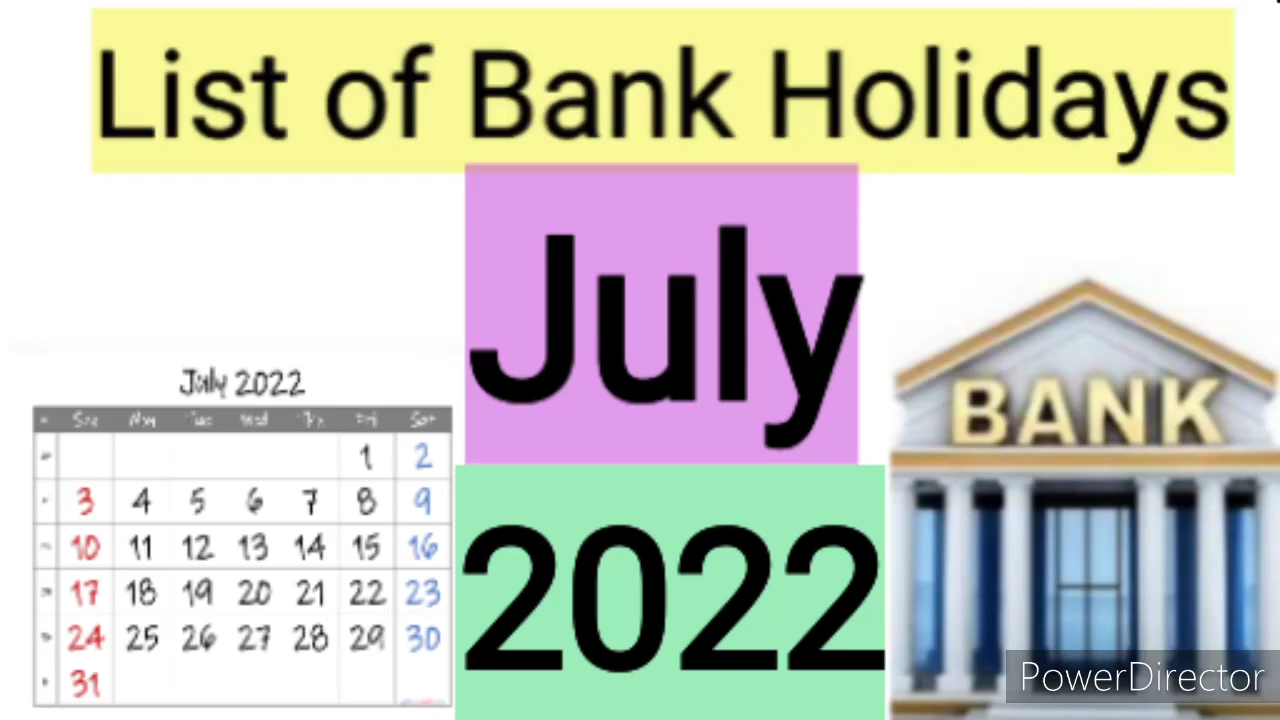 List of Bank Holidays
July
2022
July 2022
Fri
1 2
3 4 5 6 7 8 9
10 11 12 13 14 15 16
17 18 19 20 21 22 23
24 25 26 27 28 29 30
31
BANK
PowerDirector